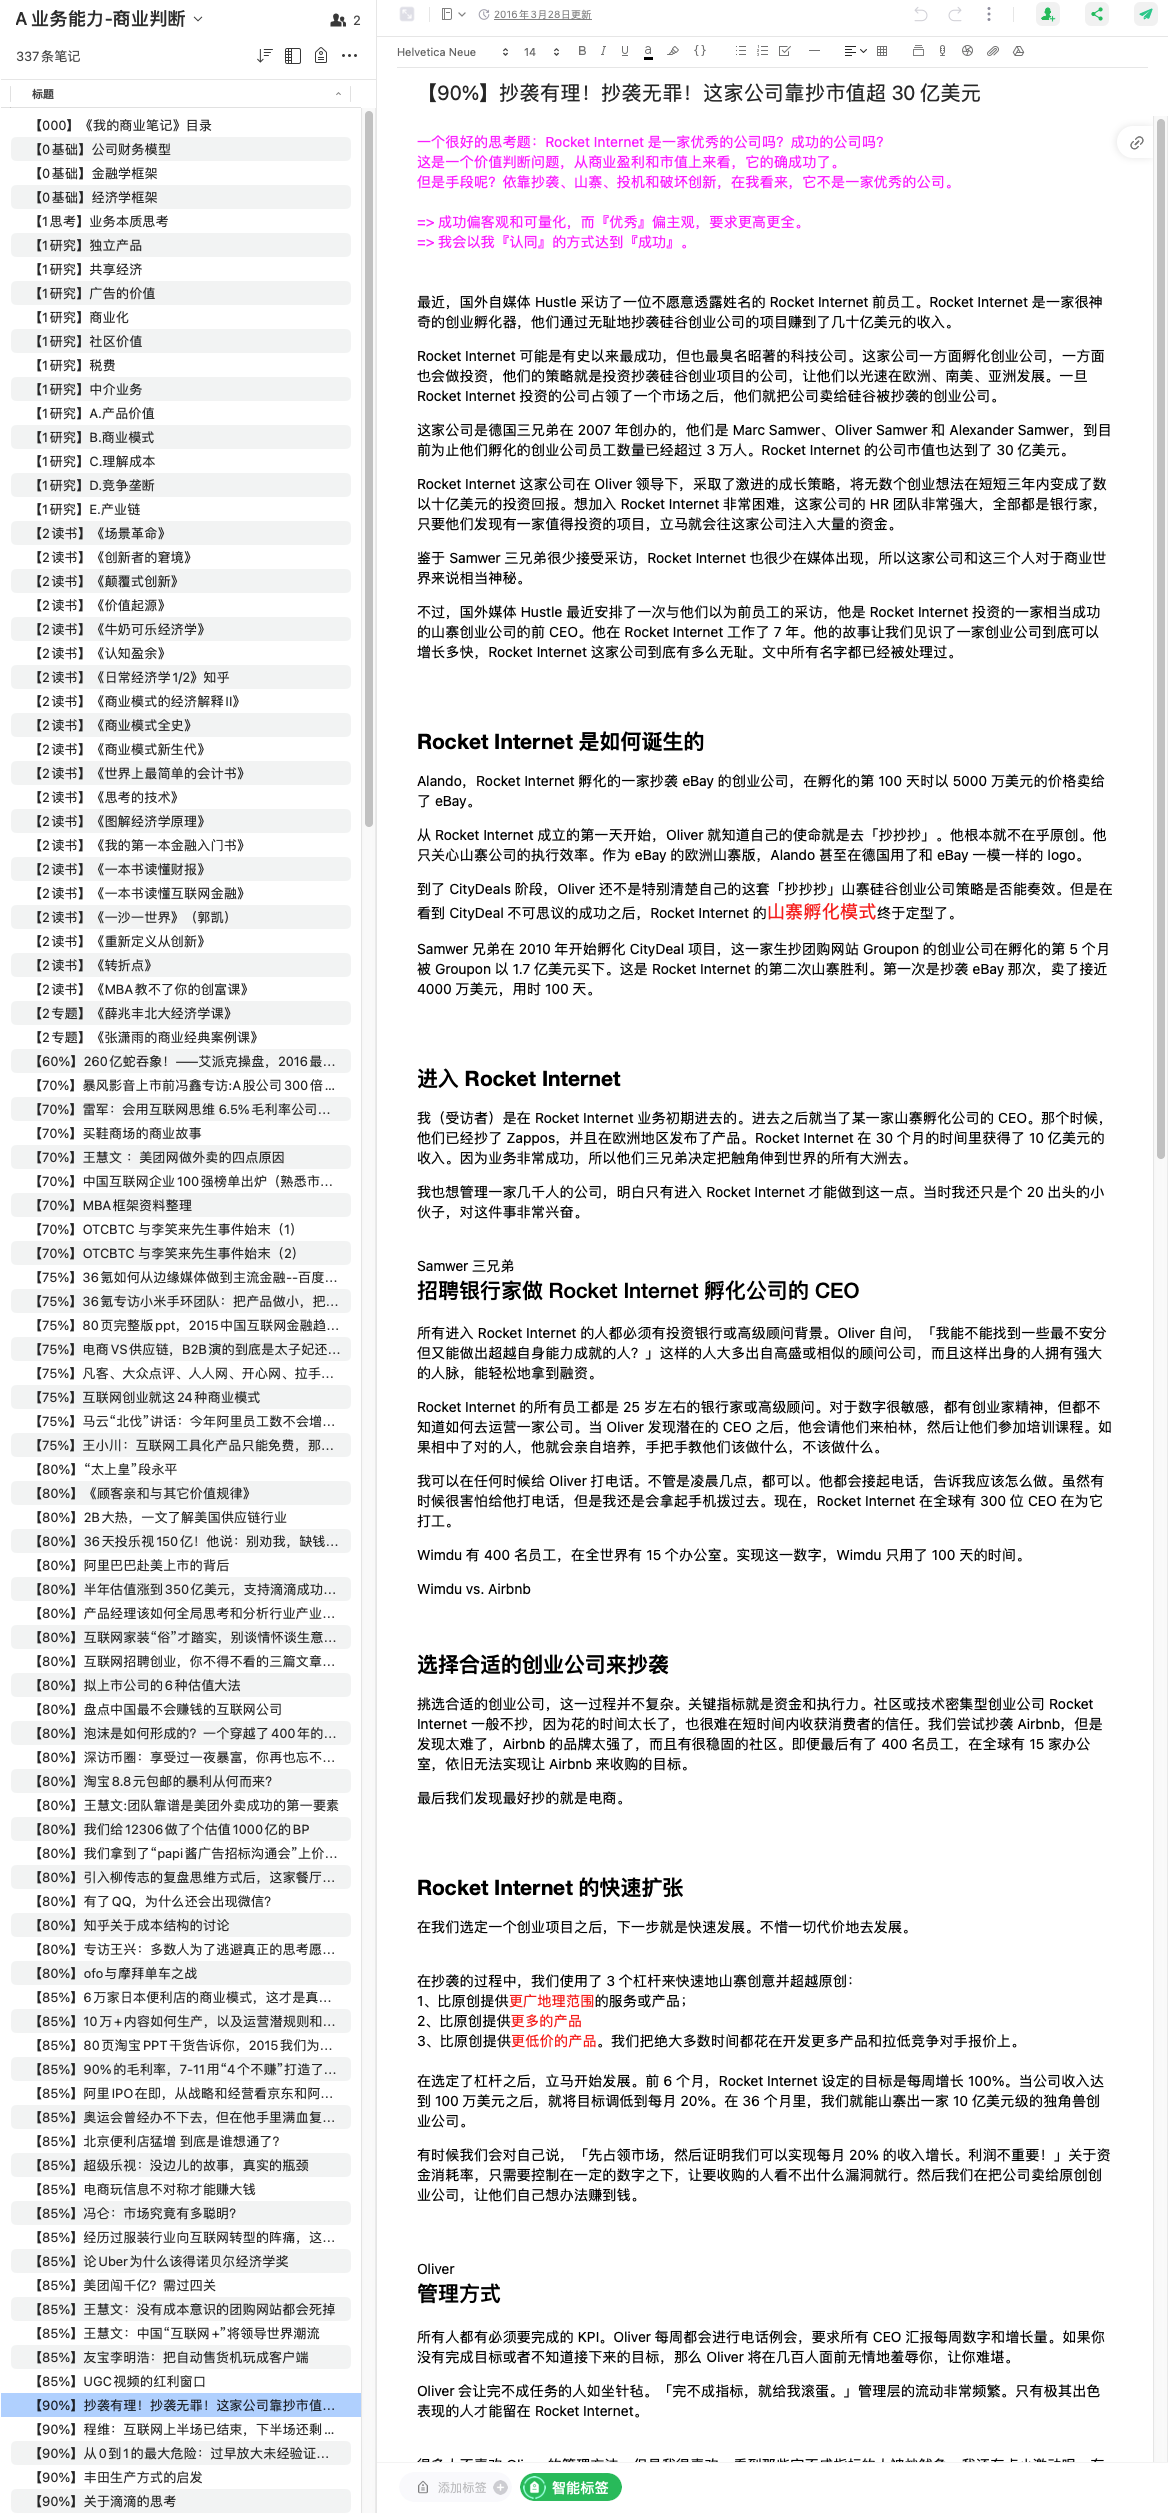 A 业务能力-商业判断
2
337条笔记
标题
【000】《我的商业笔记》目录
【0基础】公司财务模型
【0基础】金融学框架
【0基础】经济学框架
【1思考】业务本质思考
【1研究】独立产品
【1研究】共享经济
【1研究】广告的价值
【1研究】商业化
【1研究】社区价值
【1研究】税费
【1研究】中介业务
【1研究】A.产品价值
【1研究】B.商业模式
【1研究】C.理解成本
【1研究】D.竞争垄断
【1研究】E.产业链
【2读书】《场景革命》
【2读书】《创新者的窘境》
【2读书】《颠覆式创新》
【2读书】《价值起源》
【2读书】《牛奶可乐经济学》
【2读书】《认知盈余》
【2读书】《日常经济学1/2》知乎
【2读书】《商业模式的经济解释II》
【2读书】《商业模式全史》
【2读书】《商业模式新生代》
【2读书】《世界上最简单的会计书》
【2读书】《思考的技术》
【2读书】《图解经济学原理》
【2读书】《我的第一本金融入门书》
【2读书】《一本书读懂财报》
【2读书】《一本书读懂互联网金融》
【2读书】《一沙一世界》（郭凯）
【2读书】《重新定义从创新》
【2读书】《转折点》
【2读书】《MBA教不了你的创富课》
【2专题】《薛兆丰北大经济学课》
【2专题】《张潇雨的商业经典案例课》
【60%】260亿蛇吞象！——艾派克操盘，2016最...
【70%】暴风影音上市前冯鑫专访:A股公司300倍...
【70%】雷军：会用互联网思维 6.5%毛利率公司...
【70%】买鞋商场的商业故事
【70%】王慧文 ：美团网做外卖的四点原因
【70%】中国互联网企业100强榜单出炉（熟悉市...
【70%】MBA框架资料整理
【70%】OTCBTC 与李笑来先生事件始末（1）
【70%】OTCBTC 与李笑来先生事件始末（2）
【75%】36氪如何从边缘媒体做到主流金融--百度...
【75%】36氪专访小米手环团队：把产品做小，把...
【75%】80页完整版ppt，2015中国互联网金融趋...
【75%】电商VS供应链，B2B演的到底是太子妃还...
【75%】凡客、大众点评、人人网、开心网、拉手...
【75%】互联网创业就这24种商业模式
【75%】马云“北伐”讲话：今年阿里员工数不会增...
【75%】王小川：互联网工具化产品只能免费，那...
【80%】“太上皇”段永平
【80%】《顾客亲和与其它价值规律》
【80%】2B大热，一文了解美国供应链行业
【80%】36天投乐视150亿！他说：别劝我，缺钱...
【80%】阿里巴巴赴美上市的背后
【80%】半年估值涨到350亿美元，支持滴滴成功...
【80%】产品经理该如何全局思考和分析行业产业...
【80%】互联网家装“俗”才踏实，别谈情怀谈生意...
【80%】互联网招聘创业，你不得不看的三篇文章...
【80%】拟上市公司的6种估值大法
【80%】盘点中国最不会赚钱的互联网公司
【80%】泡沫是如何形成的？一个穿越了400年的...
【80%】深访币圈：享受过一夜暴富，你再也忘不...
【80%】淘宝8.8元包邮的暴利从何而来?
【80%】王慧文:团队靠谱是美团外卖成功的第一要素
【80%】我们给12306做了个估值1000亿的BP
【80%】我们拿到了“papi酱广告招标沟通会”上价...
【80%】引入柳传志的复盘思维方式后，这家餐厅...
【80%】有了QQ，为什么还会出现微信?
【80%】知乎关于成本结构的讨论
【80%】专访王兴：多数人为了逃避真正的思考愿...
【80%】ofo与摩拜单车之战
【85%】6万家日本便利店的商业模式，这才是真...
【85%】10万+内容如何生产，以及运营潜规则和...
【85%】80页淘宝PPT干货告诉你，2015我们为...
【85%】90%的毛利率，7-11用“4个不赚”打造了...
【85%】阿里IPO在即，从战略和经营看京东和阿...
【85%】奥运会曾经办不下去，但在他手里满血复...
【85%】北京便利店猛增 到底是谁想通了?
【85%】超级乐视：没边儿的故事，真实的瓶颈
【85%】电商玩信息不对称才能赚大钱
【85%】冯仑：市场究竟有多聪明?
【85%】经历过服装行业向互联网转型的阵痛，这...
【85%】论Uber为什么该得诺贝尔经济学奖
【85%】美团闯千亿？需过四关
【85%】王慧文：没有成本意识的团购网站都会死掉
【85%】王慧文：中国“互联网+”将领导世界潮流
【85%】友宝李明浩：把自动售货机玩成客户端
【85%】UGC视频的红利窗口
【90%】抄袭有理！抄袭无罪！这家公司靠抄市值...
【90%】程维：互联网上半场已结束，下半场还剩...
【90%】从0到1的最大危险：过早放大未经验证...
【90%】丰田生产方式的启发
【90%】关于滴滴的思考
2016年3月28日更新
Helvetica Neue 14 B I U a {}
【90%】抄袭有理！抄袭无罪！这家公司靠抄市值超 30 亿美元
一个很好的思考题：Rocket Internet 是一家优秀的公司吗？成功的公司吗?
这是一个价值判断问题，从商业盈利和市值上来看，它的确成功了。
但是手段呢？依靠抄袭、山寨、投机和破坏创新，在我看来，它不是一家优秀的公司。
=> 成功偏客观和可量化，而『优秀』偏主观，要求更高更全。
=> 我会以我『认同』的方式达到『成功』。
最近，国外自媒体 Hustle 采访了一位不愿意透露姓名的 Rocket Internet 前员工。Rocket Internet 是一家很神
奇的创业孵化器，他们通过无耻地抄袭硅谷创业公司的项目赚到了几十亿美元的收入。
Rocket Internet 可能是有史以来最成功，但也最臭名昭著的科技公司。这家公司一方面孵化创业公司，一方面
也会做投资，他们的策略就是投资抄袭硅谷创业项目的公司，让他们以光速在欧洲、南美、亚洲发展。一旦
Rocket Internet 投资的公司占领了一个市场之后，他们就把公司卖给硅谷被抄袭的创业公司。
这家公司是德国三兄弟在 2007 年创办的，他们是 Marc Samwer、Oliver Samwer 和 Alexander Samwer，到目
前为止他们孵化的创业公司员工数量已经超过 3 万人。Rocket Internet 的公司市值也达到了 30 亿美元。
Rocket Internet 这家公司在 Oliver 领导下，采取了激进的成长策略，将无数个创业想法在短短三年内变成了数
以十亿美元的投资回报。想加入 Rocket Internet 非常困难，这家公司的 HR 团队非常强大，全部都是银行家，
只要他们发现有一家值得投资的项目，立马就会往这家公司注入大量的资金。
鉴于 Samwer 三兄弟很少接受采访，Rocket Internet 也很少在媒体出现，所以这家公司和这三个人对于商业世
界来说相当神秘。
不过，国外媒体 Hustle 最近安排了一次与他们以为前员工的采访，他是 Rocket Internet 投资的一家相当成功
的山寨创业公司的前 CEO。他在 Rocket Internet 工作了 7 年。他的故事让我们见识了一家创业公司到底可以
增长多快，Rocket Internet 这家公司到底有多么无耻。文中所有名字都已经被处理过。
Rocket Internet 是如何诞生的
Alando，Rocket Internet 孵化的一家抄袭 eBay 的创业公司，在孵化的第 100 天时以 5000 万美元的价格卖给
了 eBay。
从 Rocket Internet 成立的第一天开始，Oliver 就知道自己的使命就是去「抄抄抄」。他根本就不在乎原创。他
只关心山寨公司的执行效率。作为 eBay 的欧洲山寨版，Alando 甚至在德国用了和 eBay 一模一样的 logo。
到了 CityDeals 阶段，Oliver 还不是特别清楚自己的这套「抄抄抄」山寨硅谷创业公司策略是否能奏效。但是在
看到 CityDeal 不可思议的成功之后，Rocket Internet 的山寨孵化模式终于定型了。
Samwer 兄弟在 2010 年开始孵化 CityDeal 项目，这一家生抄团购网站 Groupon 的创业公司在孵化的第 5 个月
被 Groupon 以 1.7 亿美元买下。这是 Rocket Internet 的第二次山寨胜利。第一次是抄袭 eBay 那次，卖了接近
4000 万美元，用时 100 天。
进入 Rocket Internet
我（受访者）是在 Rocket Internet 业务初期进去的。进去之后就当了某一家山寨孵化公司的 CEO。那个时候，
他们已经抄了 Zappos，并且在欧洲地区发布了产品。Rocket Internet 在 30 个月的时间里获得了 10 亿美元的
收入。因为业务非常成功，所以他们三兄弟决定把触角伸到世界的所有大洲去。
我也想管理一家几千人的公司，明白只有进入 Rocket Internet 才能做到这一点。当时我还只是个 20 出头的小
伙子，对这件事非常兴奋。
Samwer 三兄弟
招聘银行家做 Rocket Internet 孵化公司的 CEO
所有进入 Rocket Internet 的人都必须有投资银行或高级顾问背景。Oliver 自问，「我能不能找到一些最不安分
但又能做出超越自身能力成就的人？」这样的人大多出自高盛或相似的顾问公司，而且这样出身的人拥有强大
的人脉，能轻松地拿到融资。
Rocket Internet 的所有员工都是 25 岁左右的银行家或高级顾问。对于数字很敏感，都有创业家精神，但都不
知道如何去运营一家公司。当 Oliver 发现潜在的 CEO 之后，他会请他们来柏林，然后让他们参加培训课程。如
果相中了对的人，他就会亲自培养，手把手教他们该做什么，不该做什么。
我可以在任何时候给 Oliver 打电话。不管是凌晨几点，都可以。他都会接起电话，告诉我应该怎么做。虽然有
时候很害怕给他打电话，但是我还是会拿起手机拨过去。现在，Rocket Internet 在全球有 300 位 CEO 在为它
打工。
Wimdu 有 400 名员工，在全世界有 15 个办公室。实现这一数字，Wimdu 只用了 100 天的时间。
Wimdu vs. Airbnb
选择合适的创业公司来抄袭
挑选合适的创业公司，这一过程并不复杂。关键指标就是资金和执行力。社区或技术密集型创业公司 Rocket
Internet 一般不抄，因为花的时间太长了，也很难在短时间内收获消费者的信任。我们尝试抄袭 Airbnb，但是
发现太难了，Airbnb 的品牌太强了，而且有很稳固的社区。即便最后有了 400 名员工，在全球有 15 家办公
室，依旧无法实现让 Airbnb 来收购的目标。
最后我们发现最好抄的就是电商。
Rocket Internet 的快速扩张
在我们选定一个创业项目之后，下一步就是快速发展。不惜一切代价地去发展。
在抄袭的过程中，我们使用了 3 个杠杆来快速地山寨创意并超越原创：
1、比原创提供更广地理范围的服务或产品；
2、比原创提供更多的产品
3、比原创提供更低价的产品。我们把绝大多数时间都花在开发更多产品和拉低竞争对手报价上。
在选定了杠杆之后，立马开始发展。前 6 个月，Rocket Internet 设定的目标是每周增长 100%。当公司收入达
到 100 万美元之后，就将目标调低到每月 20%。在 36 个月里，我们就能山寨出一家 10 亿美元级的独角兽创
业公司。
有时候我们会对自己说，「先占领市场，然后证明我们可以实现每月 20% 的收入增长。利润不重要！」关于资
金消耗率，只需要控制在一定的数字之下，让要收购的人看不出什么漏洞就行。然后我们在把公司卖给原创创
业公司，让他们自己想办法赚到钱。
Oliver
管理方式
所有人都有必须要完成的 KPI。Oliver 每周都会进行电话例会，要求所有 CEO 汇报每周数字和增长量。如果你
没有完成目标或者不知道接下来的目标，那么 Oliver 将在几百人面前无情地羞辱你，让你难堪。
Oliver 会让完不成任务的人如坐针毡。「完不成指标，就给我滚蛋。」管理层的流动非常频繁。只有极其出色
表现的人才能留在 Rocket Internet。
添加标签
智能标签